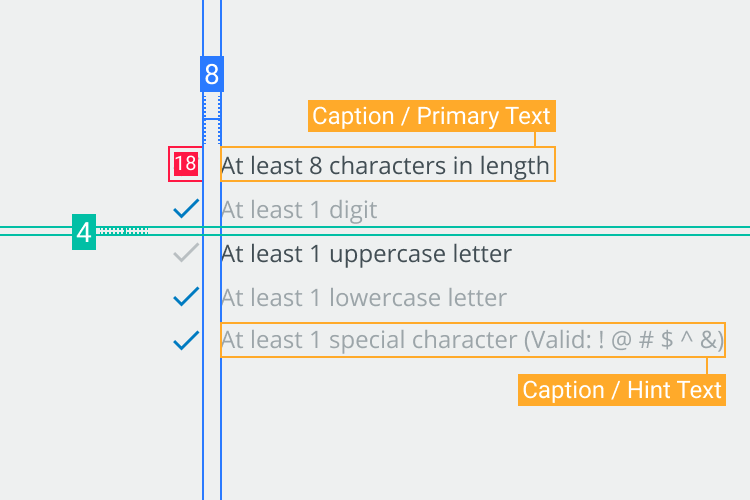 8
Caption / Primary Text
18 At least 8 characters in length
At least 1 digit
4
At least 1 uppercase letter
At least 1 lowercase letter
At least 1 special character (Valid: ! @ # $ ^ &)
Caption / Hint Text